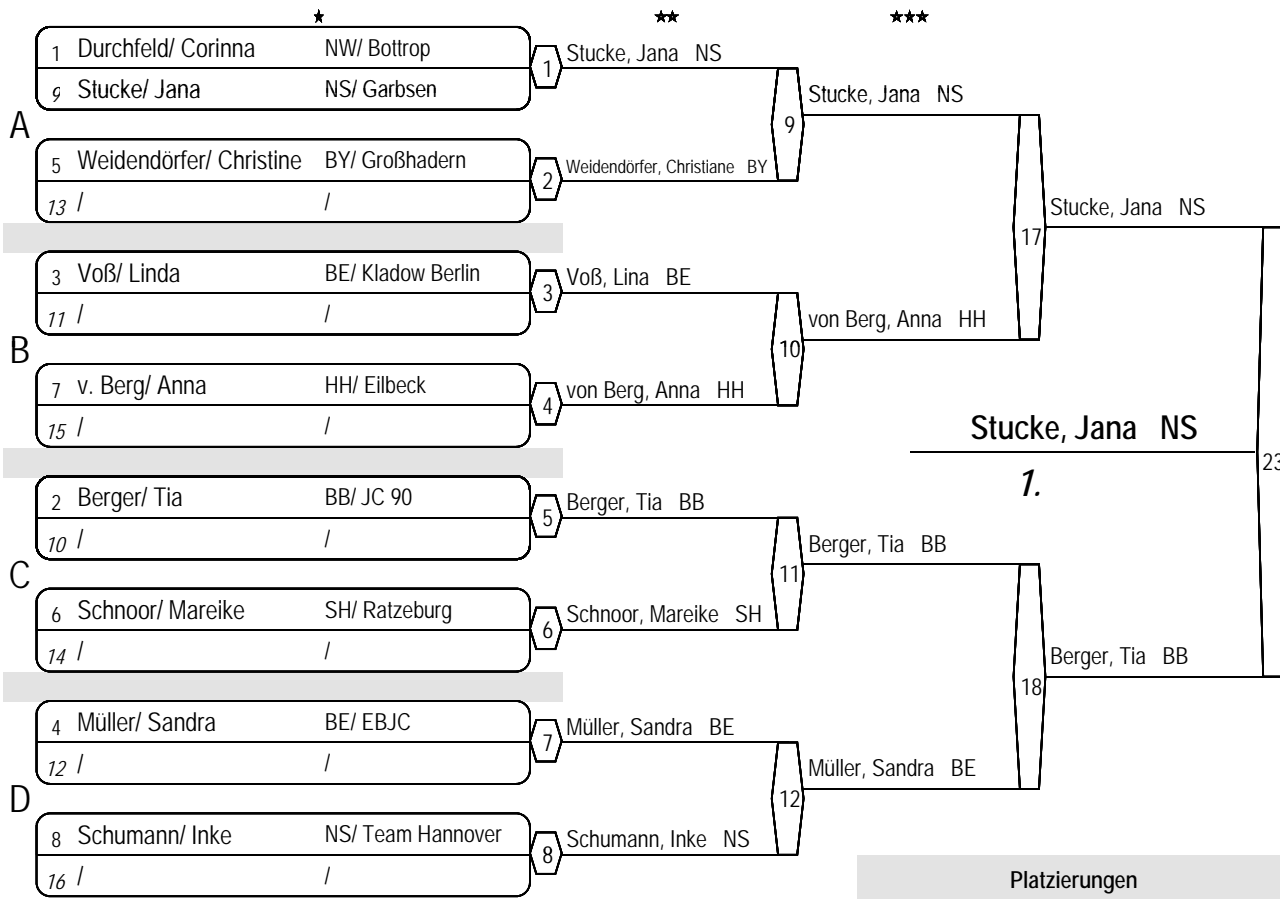 ★ ★★ ★★★
1 Durchfeld/ Corinna NW/ Bottrop
9 Stucke/ Jana NS/ Garbsen
1 Stucke, Jana NS
A
5 Weidendörfer/ Christine BY/ Großhadern
13 / /
2 Weidendörfer, Christiane BY
9 Stucke, Jana NS
3 Voß/ Linda BE/ Kladow Berlin
11 / /
3 Voß, Lina BE
B
7 v. Berg/ Anna HH/ Eilbeck
15 / /
4 von Berg, Anna HH
10 von Berg, Anna HH
17 Stucke, Jana NS
2 Berger/ Tia BB/ JC 90
10 / /
5 Berger, Tia BB
C
6 Schnoor/ Mareike SH/ Ratzeburg
14 / /
6 Schnoor, Mareike SH
11 Berger, Tia BB
4 Müller/ Sandra BE/ EBJC
12 / /
7 Müller, Sandra BE
D
8 Schumann/ Inke NS/ Team Hannover
16 / /
8 Schumann, Inke NS
12 Müller, Sandra BE
18 Berger, Tia BB
23
Stucke, Jana NS
1.
Platzierungen